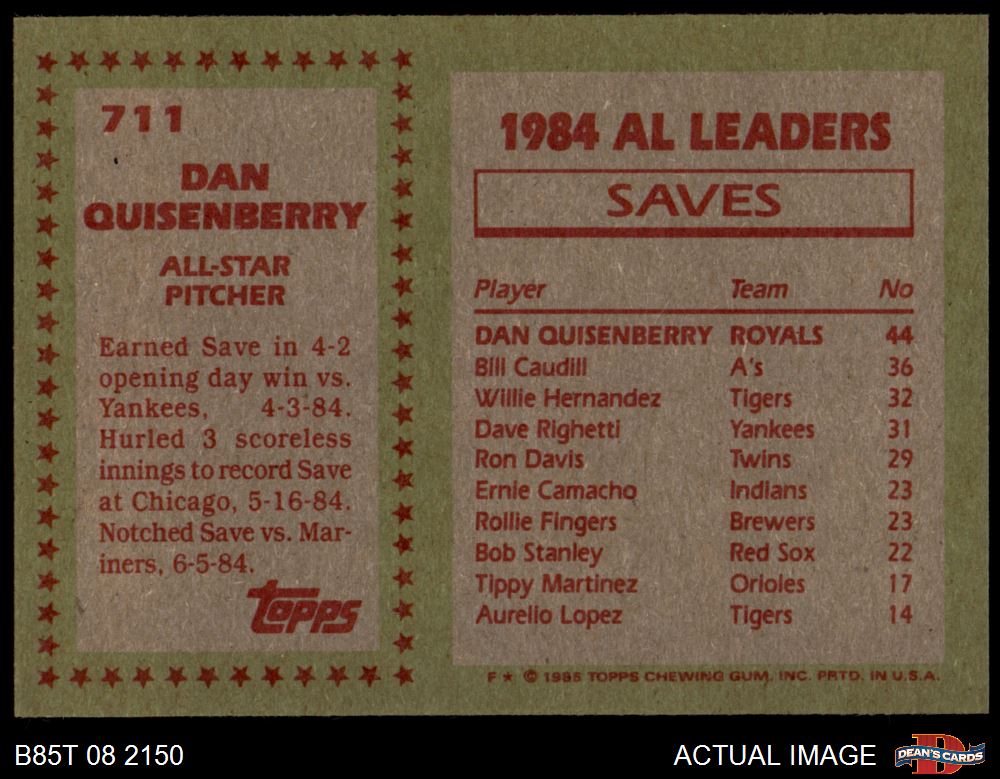 711
DAN
QUISENBERRY
ALL-STAR
PITCHER
Earned Save in 4-2
opening day win vs.
Yankees, 4-3-84.
Hurled 3 scoreless
innings to record Save
at Chicago, 5-16-84.
Notched Save vs. Mar-
iners, 6-5-84.
topps
1984 AL LEADERS
SAVES
Player Team No
DAN QUISENBERRY ROYALS 44
Bill Caudill A's 36
Willie Hernandez Tigers 32
Dave Righetti Yankees 31
Ron Davis Twins 29
Ernie Camacho Indians 23
Rollie Fingers Brewers 23
Bob Stanley Red Sox 22
Tippy Martinez Orioles 17
Aurelio Lopez Tigers 14
F ★ © 1985 TOPPS CHEWING GUM, INC. PRTD. IN U.S.A.
B85T 08 2150
ACTUAL IMAGE
DEAN'S CARDS